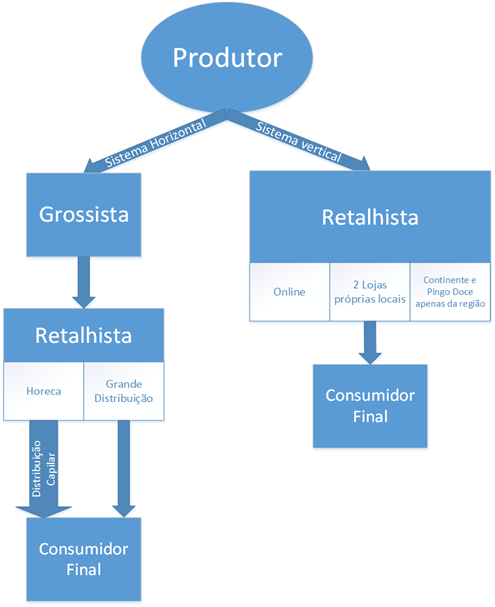 Produtor
Sistema Horizontal
Sistema vertical
Grossista
Retalhista
Online
2 Lojas
próprias locais
Continente e
Pingo Doce
apenas da região
Retalhista
Horeca
Grande
Distribuição
Consumidor
Final
Distribuição
Capilar
Consumidor
Final